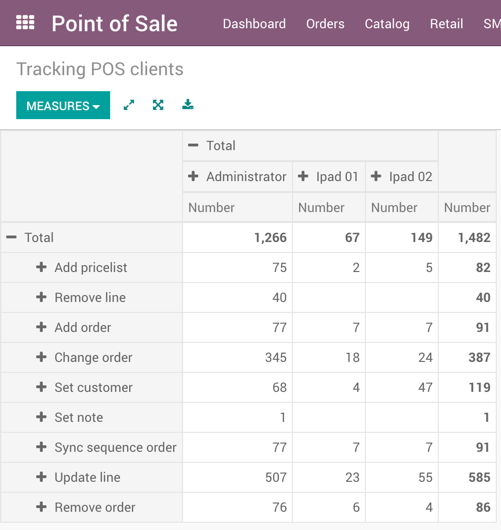 Point of Sale Dashboard Orders Catalog Retail SM
Tracking POS clients
MEASURES
Total
Administrator Ipad 01 Ipad 02
Number Number Number Number
Total 1,266 67 149 1,482
Add pricelist 75 2 5 82
Remove line 40 40
Add order 77 7 7 91
Change order 345 18 24 387
Set customer 68 4 47 119
Set note 1 1
Sync sequence order 77 7 7 91
Update line 507 23 55 585
Remove order 76 6 4 86